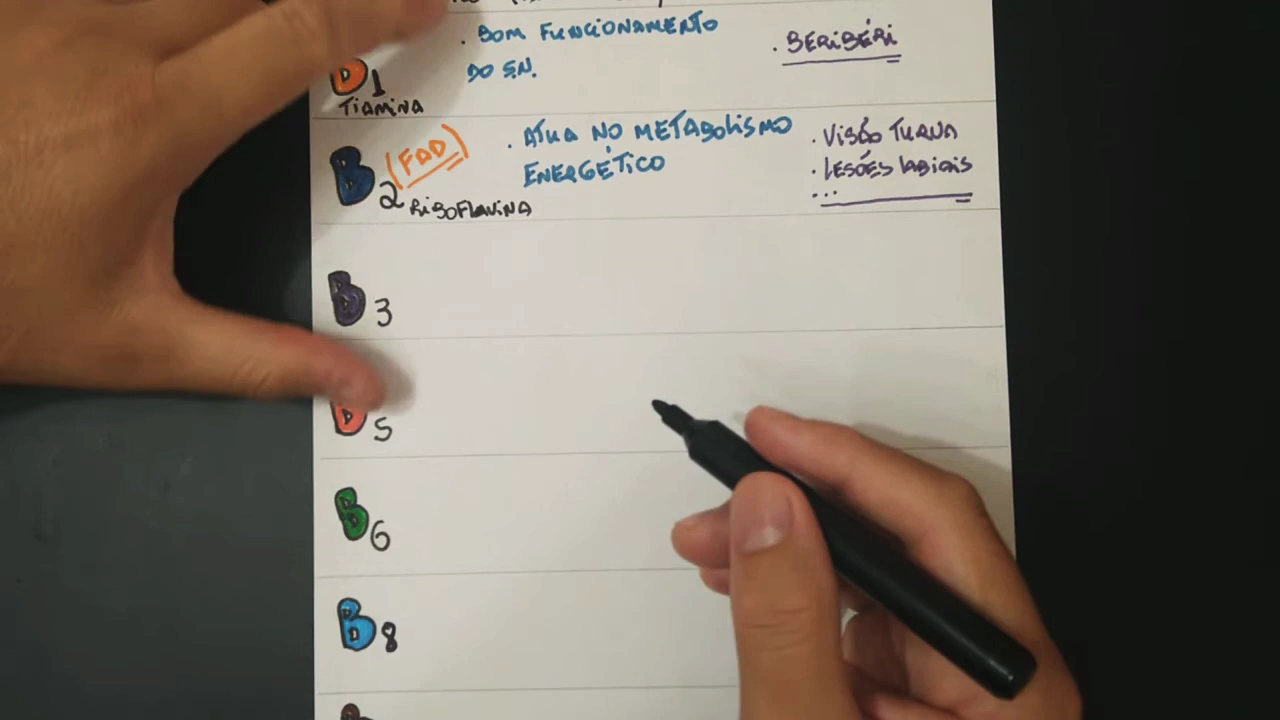 . BOM FUNCIONAMENTO
DO S.N.
. BERIBÉRI
B1
TIAMINA
B2 (FAD)
RIBOFLAVINA
. ATUA NO METABOLISMO
ENERGÉTICO
. VISÃO TURVA
. LESÕES LABIAIS
...
B3
B5
B6
B8